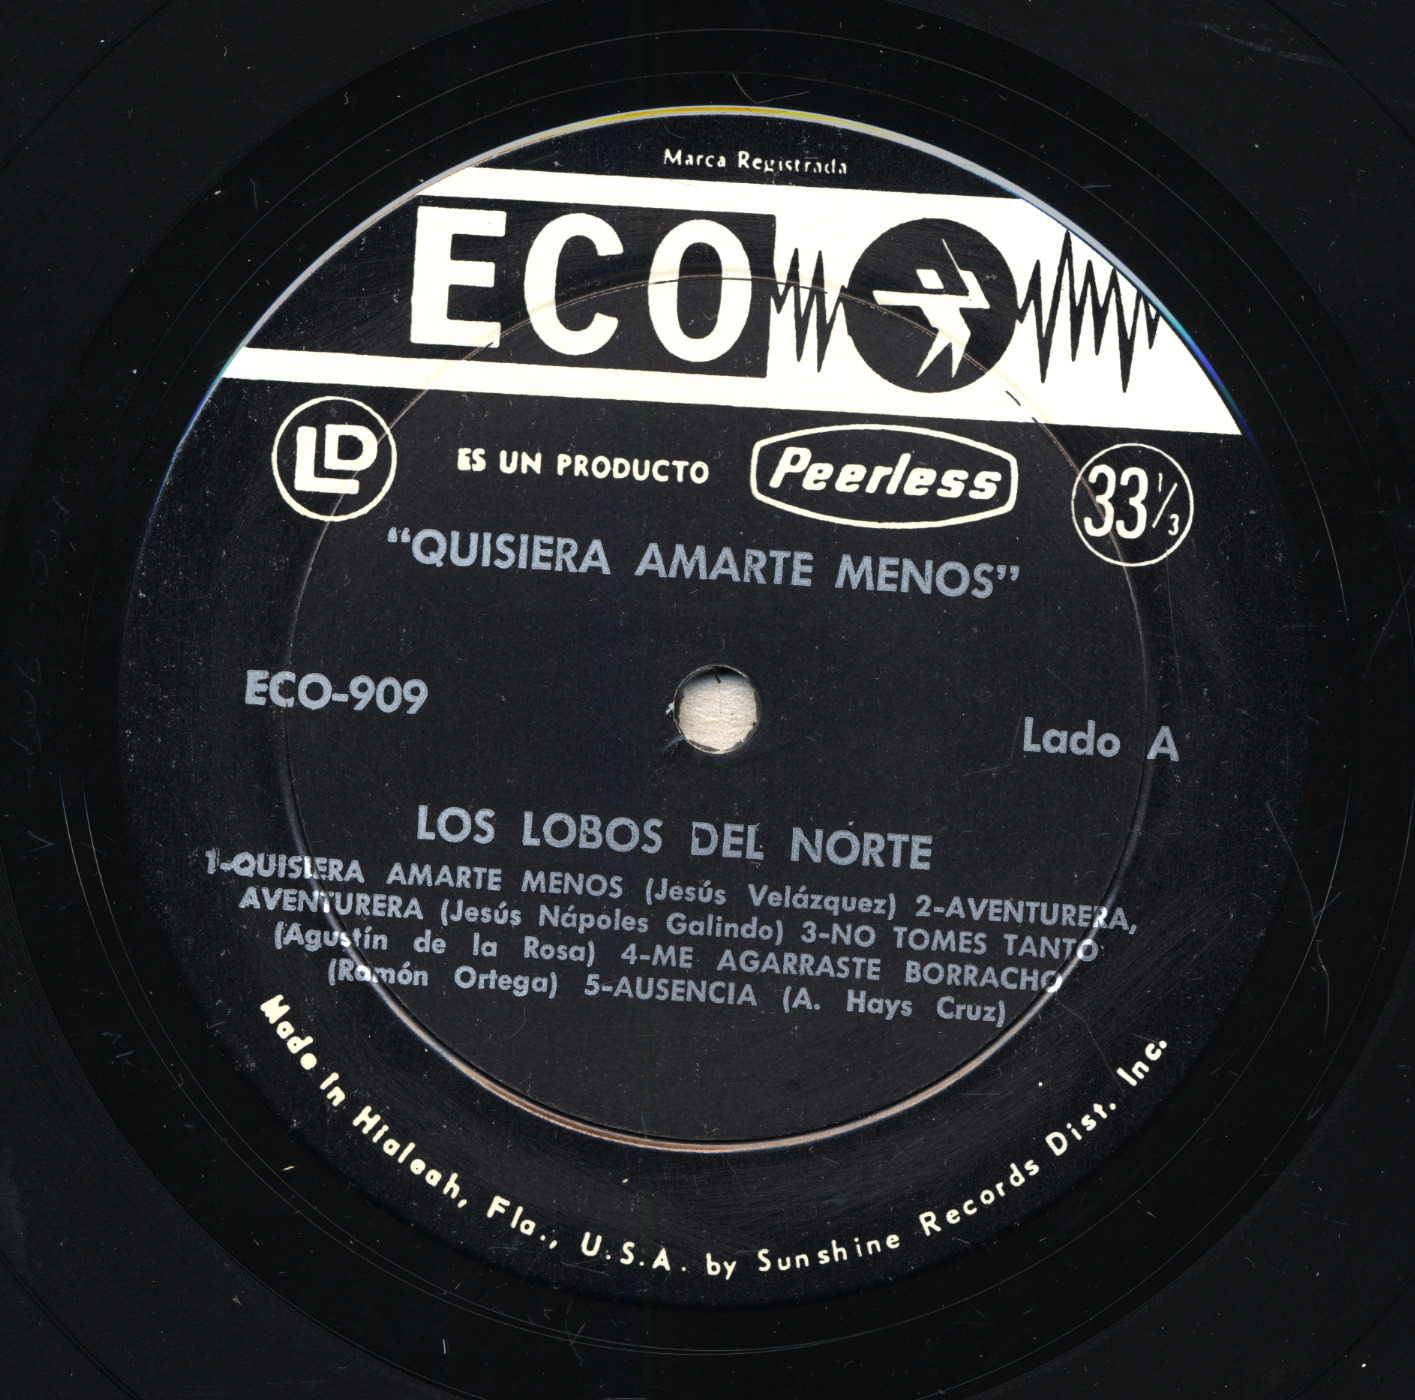 Marca Registrada
ECO
LD
ES UN PRODUCTO
Peerless
33 1/3
“QUISIERA AMARTE MENOS”
ECO-909
Lado A
LOS LOBOS DEL NORTE
1-QUISIERA AMARTE MENOS (Jesús Velázquez) 2-AVENTURERA,
AVENTURERA (Jesús Nápoles Galindo) 3-NO TOMES TANTO
(Agustín de la Rosa) 4-ME AGARRASTE BORRACHO
(Ramón Ortega) 5-AUSENCIA (A. Hays Cruz)
Made in Hialeah, Fla., U.S.A. by Sunshine Records Dist. Inc.